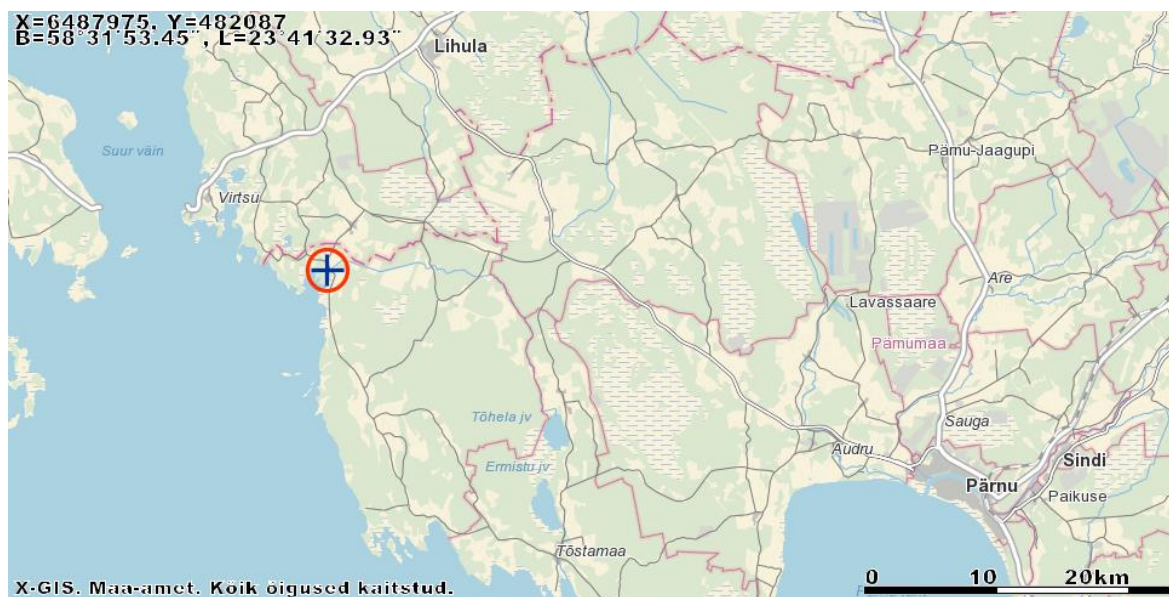 X=6487975, Y=482087
B=58°31'53.45", L=23°41'32.93"
Lihula
Suur väin
Pärnu-Jaagupi
Virtsu
Are
Lavassaare
Pärnumaa
Tõhela jv
Sauga
Audru
Ermistu jv
Sindi
Pärnu
Paikuse
Tõstamaa
X-GIS. Maa-amet. Kõik õigused kaitstud.
0 10 20km